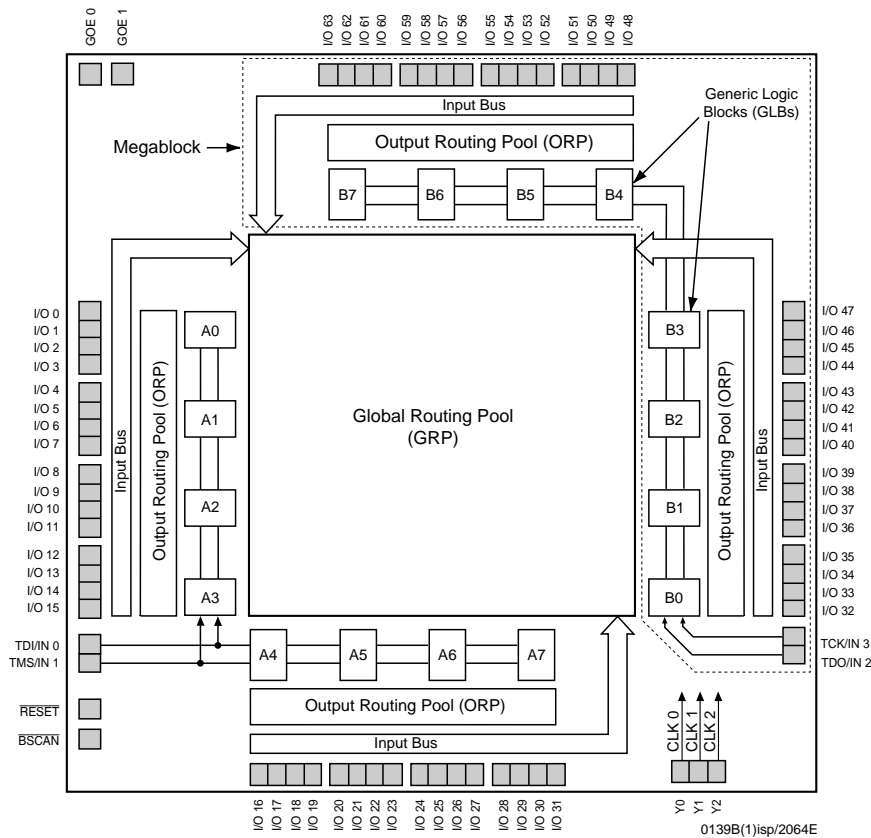 GOE 0
GOE 1
I/O 63
I/O 62
I/O 61
I/O 60
I/O 59
I/O 58
I/O 57
I/O 56
I/O 55
I/O 54
I/O 53
I/O 52
I/O 51
I/O 50
I/O 49
I/O 48
Input Bus
Generic Logic
Blocks (GLBs)
Output Routing Pool (ORP)
Megablock
B7
B6
B5
B4
I/O 0
I/O 1
I/O 2
I/O 3
I/O 4
I/O 5
I/O 6
I/O 7
I/O 8
I/O 9
I/O 10
I/O 11
I/O 12
I/O 13
I/O 14
I/O 15
Input Bus
Output Routing Pool (ORP)
A0
A1
A2
A3
Global Routing Pool
(GRP)
B3
B2
B1
B0
Output Routing Pool (ORP)
Input Bus
I/O 47
I/O 46
I/O 45
I/O 44
I/O 43
I/O 42
I/O 41
I/O 40
I/O 39
I/O 38
I/O 37
I/O 36
I/O 35
I/O 34
I/O 33
I/O 32
TDI/IN 0
TMS/IN 1
A4
A5
A6
A7
TCK/IN 3
TDO/IN 2
RESET
BSCAN
Output Routing Pool (ORP)
Input Bus
CLK 0
CLK 1
CLK 2
I/O 16
I/O 17
I/O 18
I/O 19
I/O 20
I/O 21
I/O 22
I/O 23
I/O 24
I/O 25
I/O 26
I/O 27
I/O 28
I/O 29
I/O 30
I/O 31
Y0
Y1
Y2
0139B(1)isp/2064E